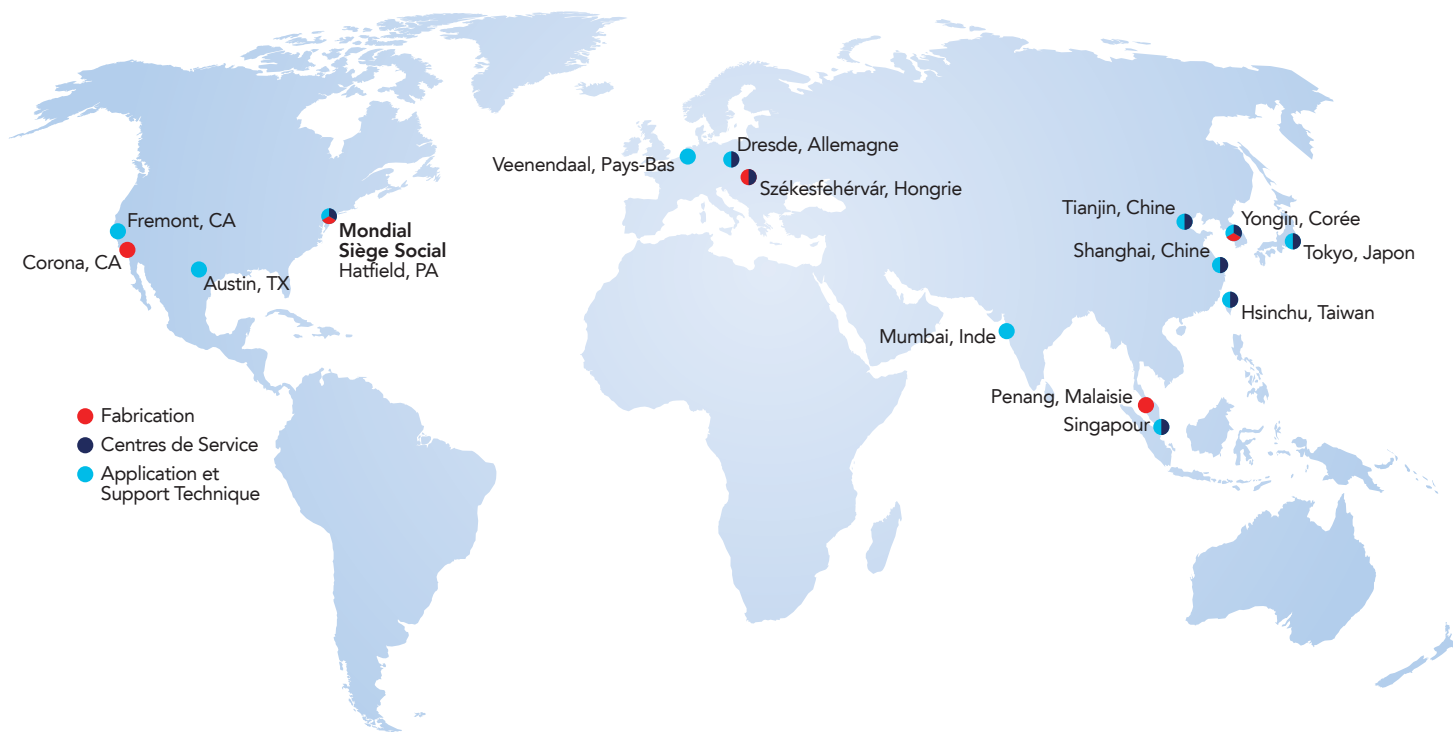 Veenendaal, Pays-Bas
Dresde, Allemagne
Székesfehérvár, Hongrie
Fremont, CA
Corona, CA
Austin, TX
Mondial
Siège Social
Hatfield, PA
Tianjin, Chine
Yongin, Corée
Shanghai, Chine
Tokyo, Japon
Hsinchu, Taiwan
Mumbai, Inde
Penang, Malaisie
Singapour
Fabrication
Centres de Service
Application et
Support Technique